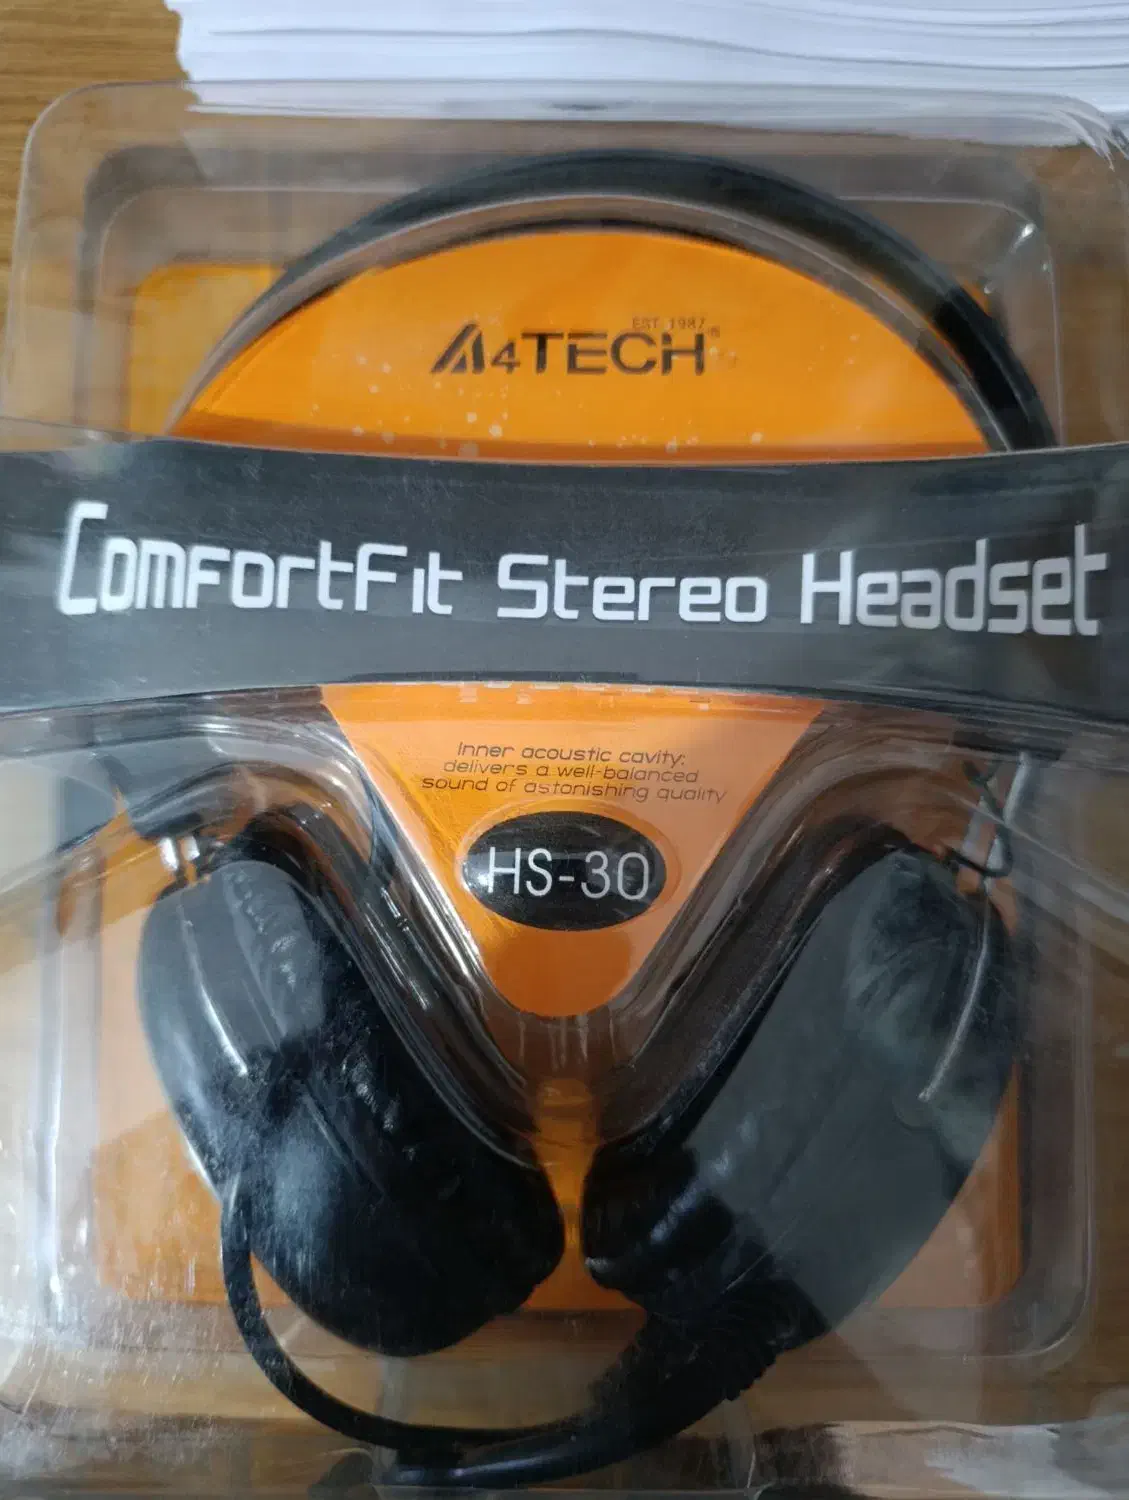 EST.1987
A4TECH®
ComfortFit Stereo Headset
Inner acoustic cavity:
delivers a well-balanced
sound of astonishing quality
HS-30